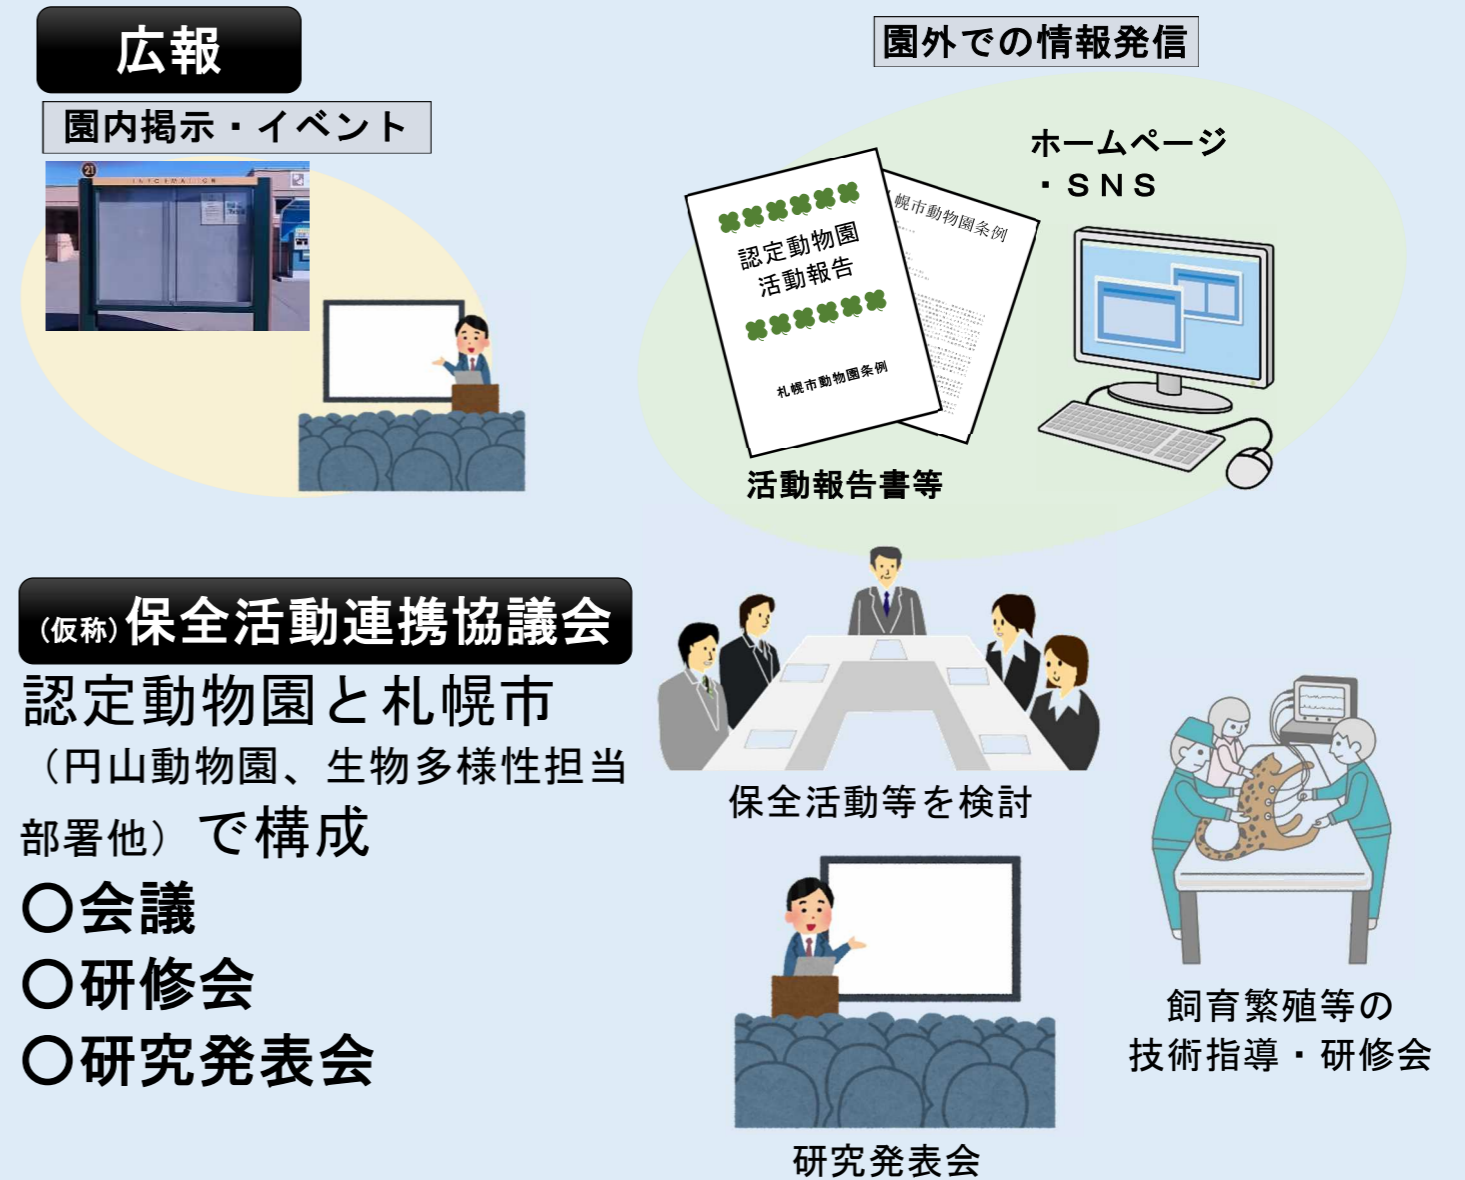 広報
園内掲示・イベント
21
INFORMATION
園外での情報発信
ホームページ
・ＳＮＳ
認定動物園
活動報告
札幌市動物園条例
札幌市動物園条例
活動報告書等
（仮称）保全活動連携協議会
認定動物園と札幌市
（円山動物園、生物多様性担当
部署他）で構成
〇会議
〇研修会
〇研究発表会
保全活動等を検討
飼育繁殖等の
技術指導・研修会
研究発表会